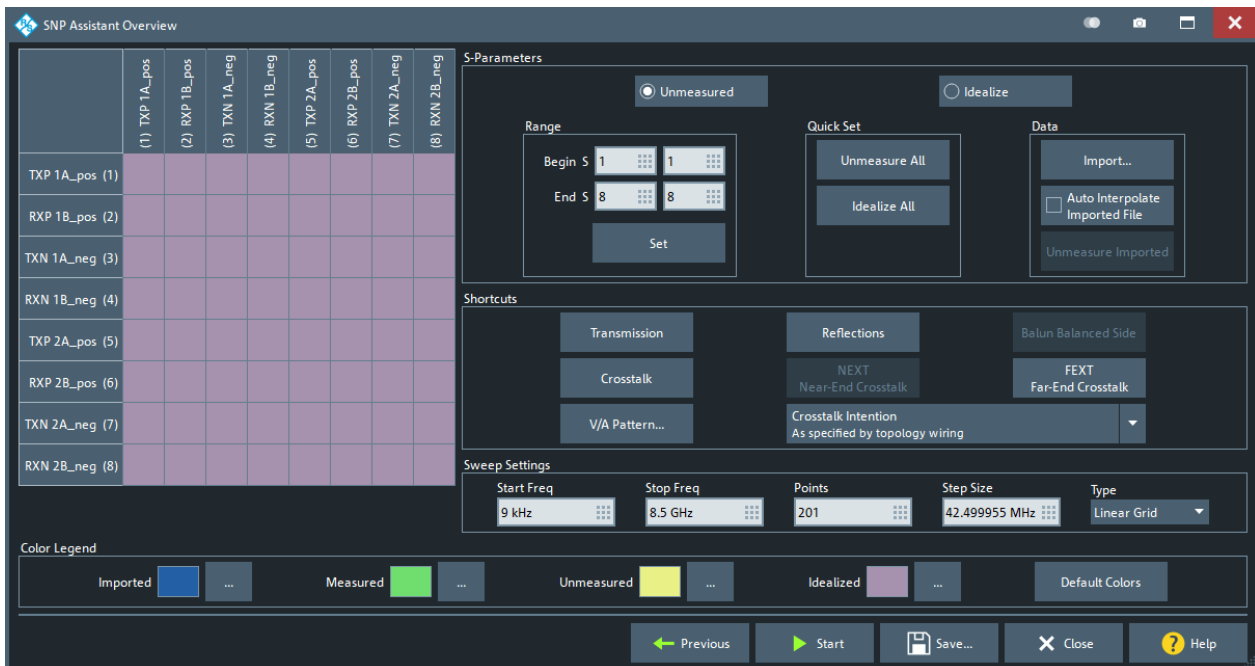 SNP Assistant Overview
(1) TXP 1A_pos
(2) RXP 1B_pos
(3) TXN 1A_neg
(4) RXN 1B_neg
(5) TXP 2A_pos
(6) RXP 2B_pos
(7) TXN 2A_neg
(8) RXN 2B_neg
TXP 1A_pos (1)
RXP 1B_pos (2)
TXN 1A_neg (3)
RXN 1B_neg (4)
TXP 2A_pos (5)
RXP 2B_pos (6)
TXN 2A_neg (7)
RXN 2B_neg (8)
S-Parameters
Unmeasured
Idealize
Range
Begin S 1 1
End S 8 8
Set
Quick Set
Unmeasure All
Idealize All
Data
Import...
Auto Interpolate
Imported File
Unmeasure Imported
Shortcuts
Transmission
Reflections
Balun Balanced Side
Crosstalk
NEXT
Near-End Crosstalk
FEXT
Far-End Crosstalk
V/A Pattern...
Crosstalk Intention
As specified by topology wiring
Sweep Settings
Start Freq
9 kHz
Stop Freq
8.5 GHz
Points
201
Step Size
42.499955 MHz
Type
Linear Grid
Color Legend
Imported ...
Measured ...
Unmeasured ...
Idealized ...
Default Colors
Previous
Start
Save...
Close
? Help